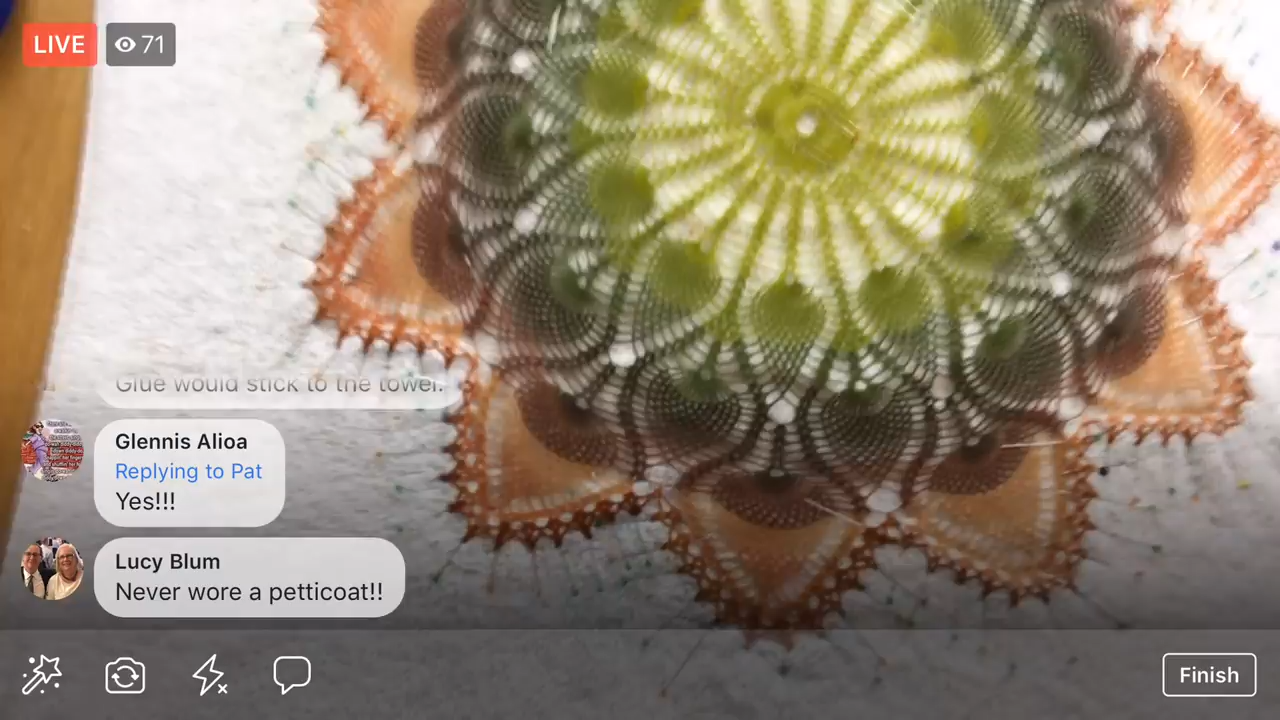 LIVE 71
Glue would stick to the towel.
Glennis Alioa
Replying to Pat
Yes!!!
Lucy Blum
Never wore a petticoat!!
Finish